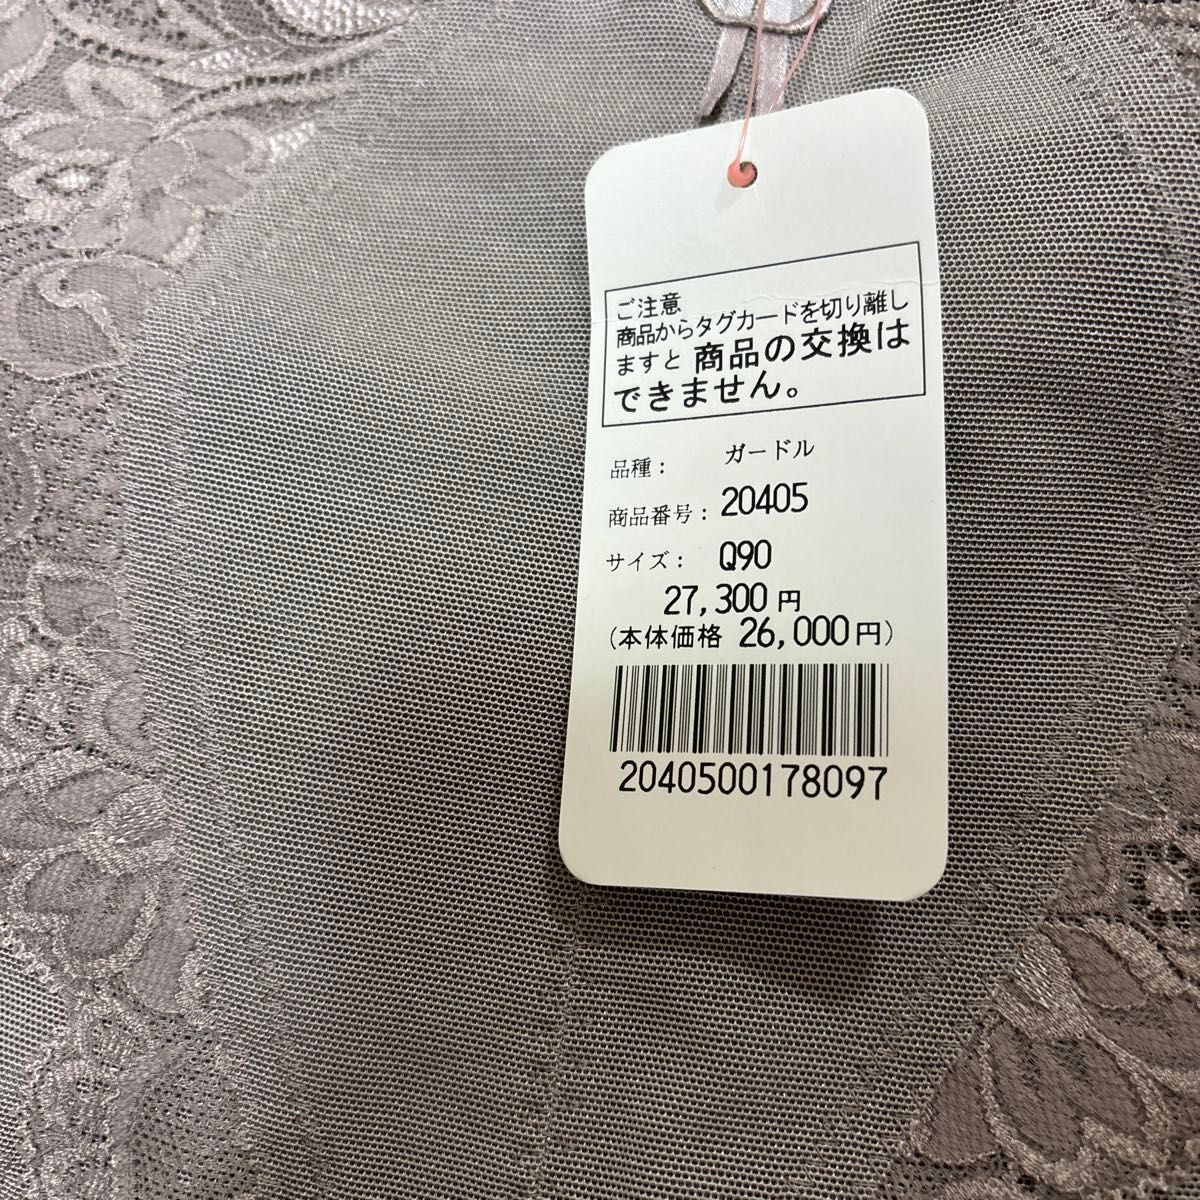 ご注意
商品からタグカードを切り離し
ますと 商品の交換は
できません。
品種： ガードル
商品番号： 20405
サイズ： Q90
27,300円
(本体価格 26,000円)
2040500178097